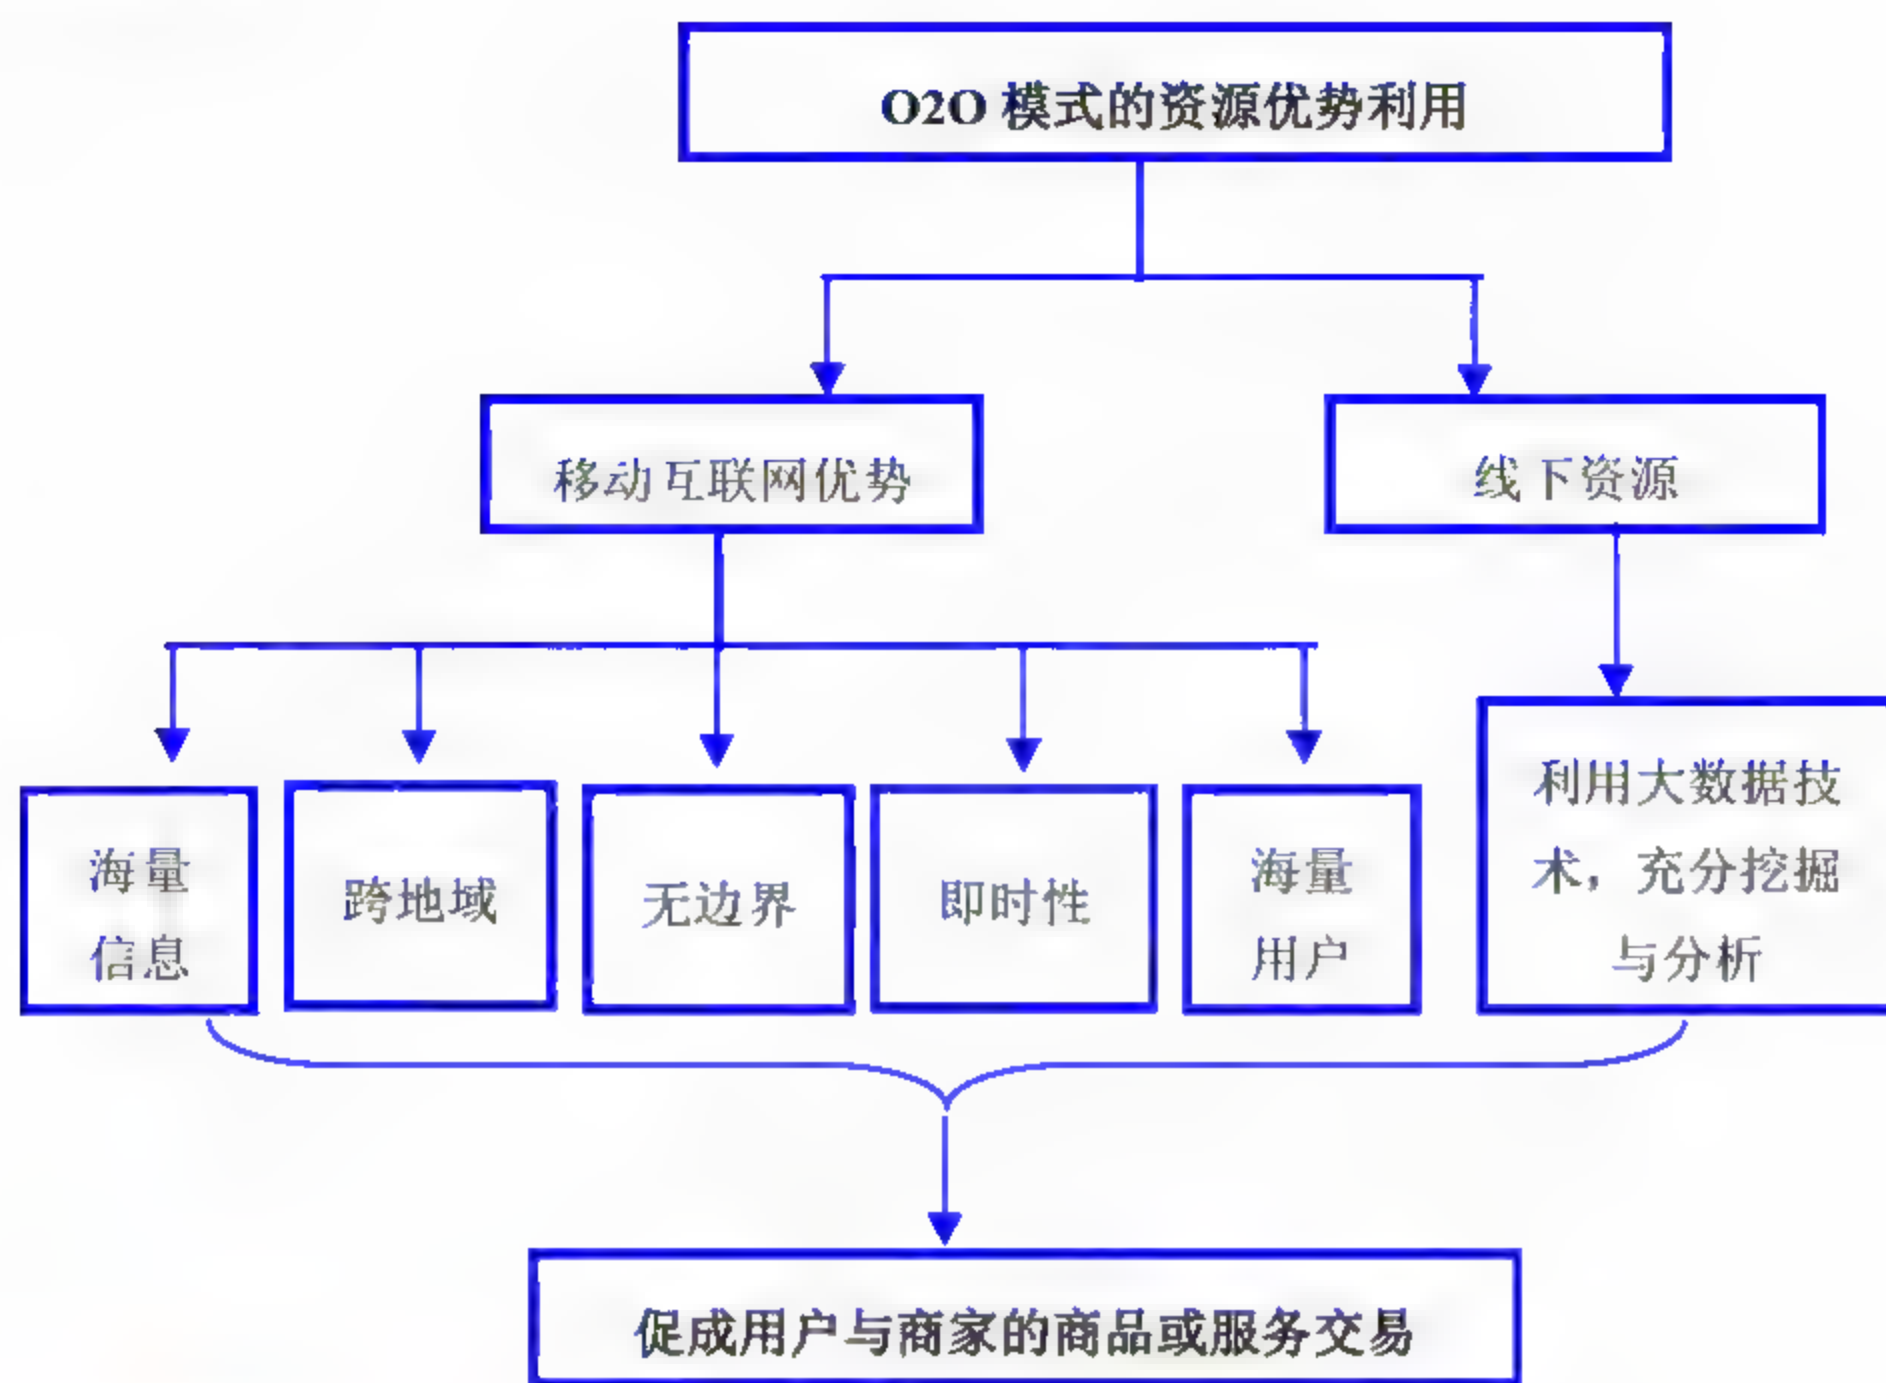 O2O 模式的资源优势利用
移动互联网优势
线下资源
海量
信息
跨地域
无边界
即时性
海量
用户
利用大数据技
术，充分挖掘
与分析
促成用户与商家的商品或服务交易